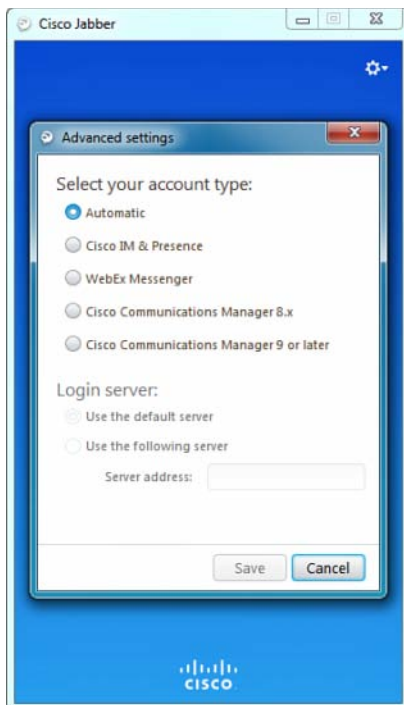 Cisco Jabber
Advanced settings
Select your account type:
Automatic
Cisco IM & Presence
WebEx Messenger
Cisco Communications Manager 8.x
Cisco Communications Manager 9 or later
Login server:
Use the default server
Use the following server
Server address:
Save Cancel
CISCO